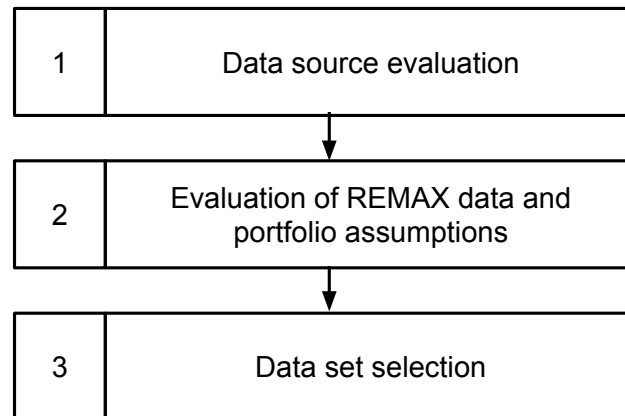 1
Data source evaluation
2
Evaluation of REMAX data and
portfolio assumptions
3
Data set selection